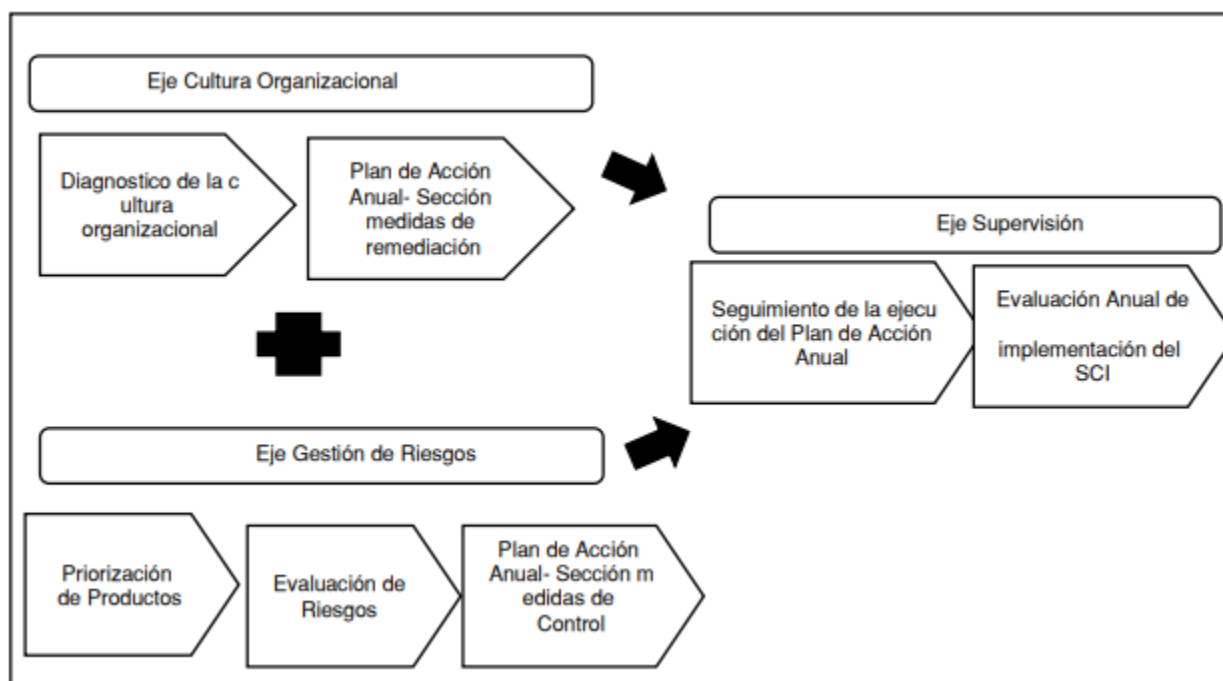 Eje Cultura Organizacional
Diagnostico de la c
ultura
organizacional
Plan de Acción
Anual- Sección
medidas de
remediación
Eje Supervisión
Seguimiento de la ejecu
ción del Plan de Acción
Anual
Evaluación Anual de
implementación del
SCI
Eje Gestión de Riesgos
Priorización
de Productos
Evaluación de
Riesgos
Plan de Acción
Anual- Sección m
edidas de
Control